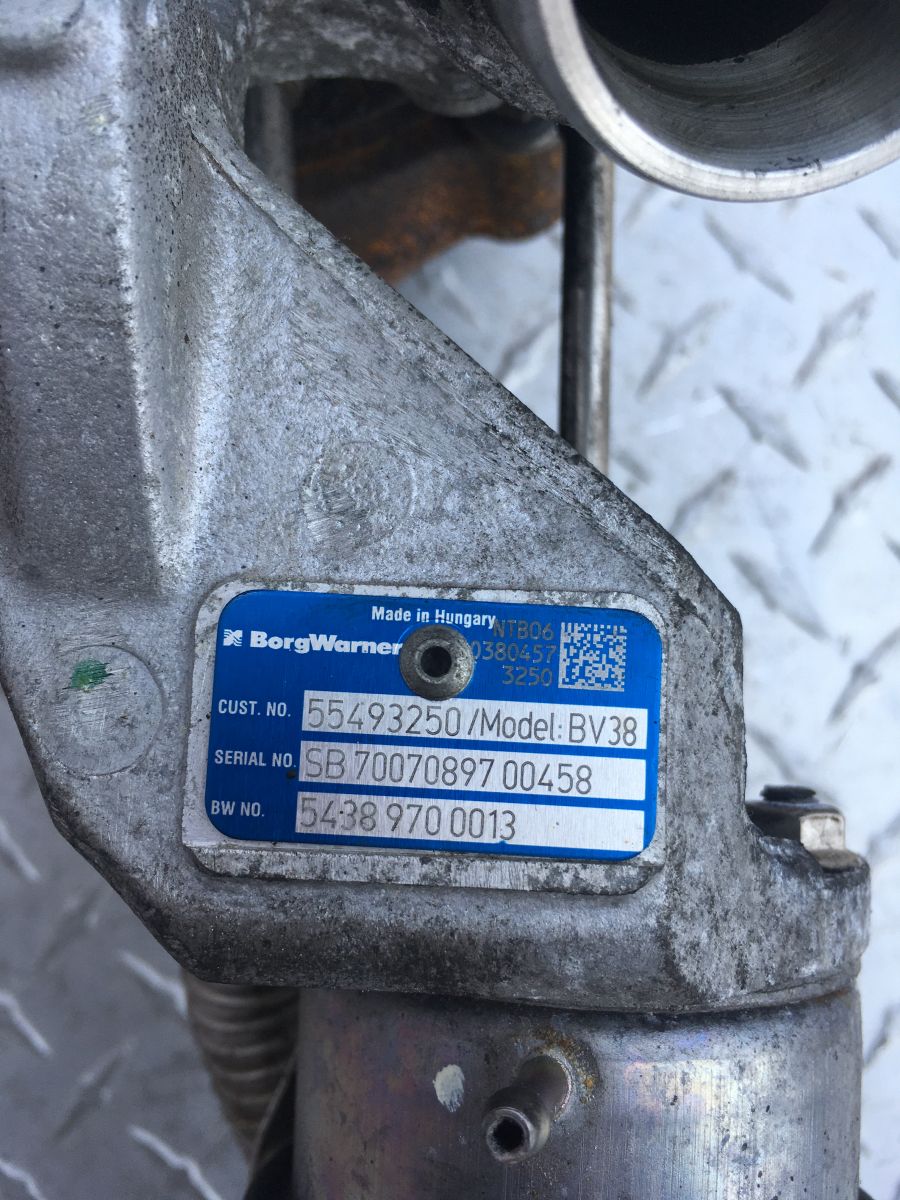 Made in Hungary
BorgWarner
NTB06
0380457
3250
CUST. NO. 55493250/Model:BV38
SERIAL NO. SB 70070897 00458
BW NO. 5438 970 0013